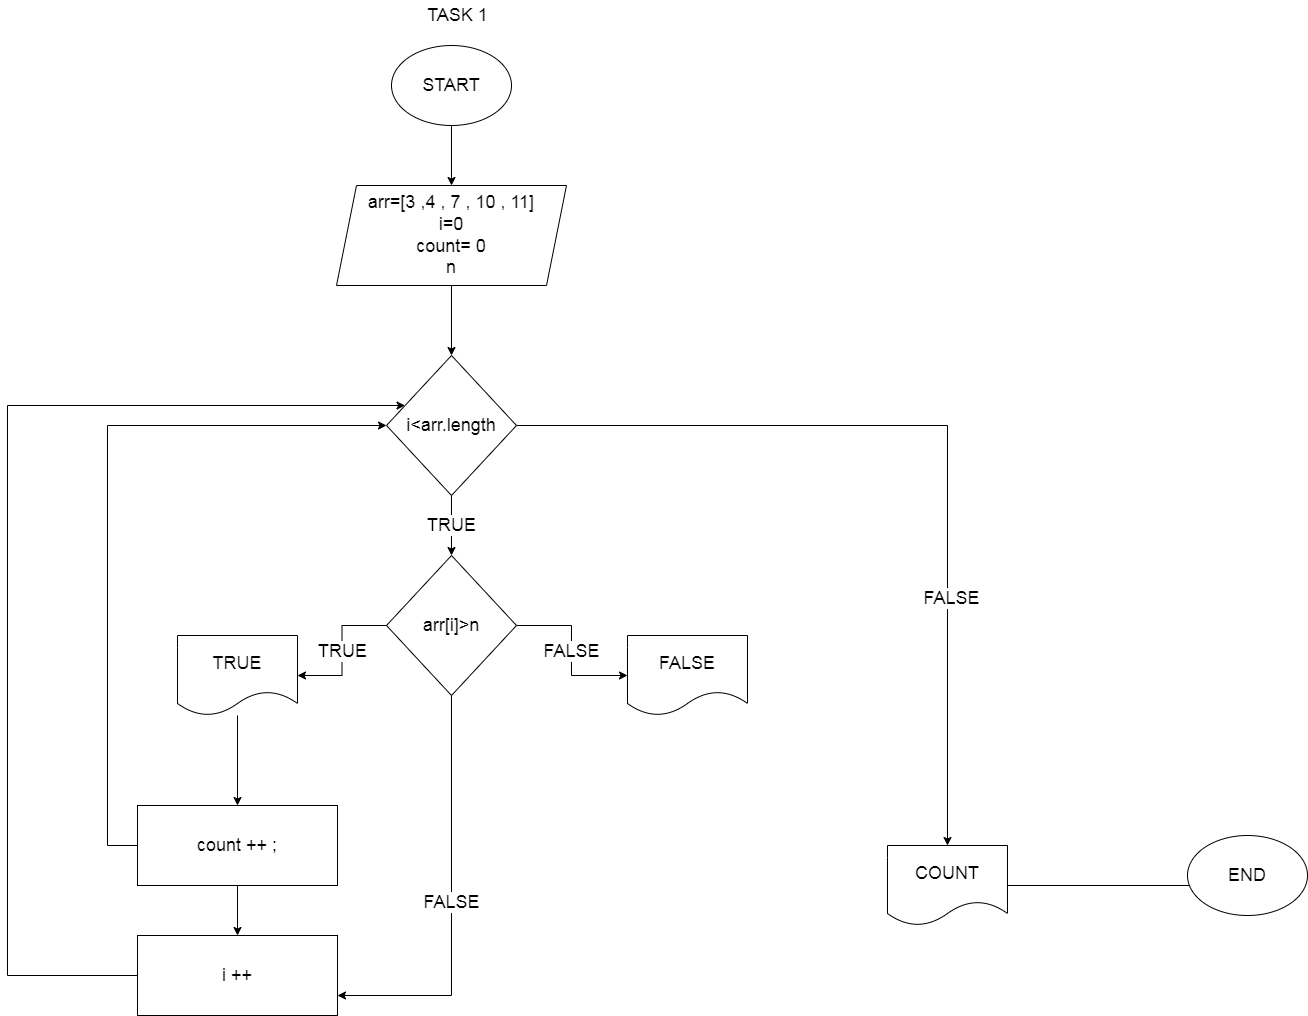 TASK 1
START
arr=[3 ,4 , 7 , 10 , 11]
i=0
count= 0
n
i<arr.length
TRUE
FALSE
arr[i]>n
TRUE
TRUE
FALSE
FALSE
count ++ ;
FALSE
COUNT
END
i ++